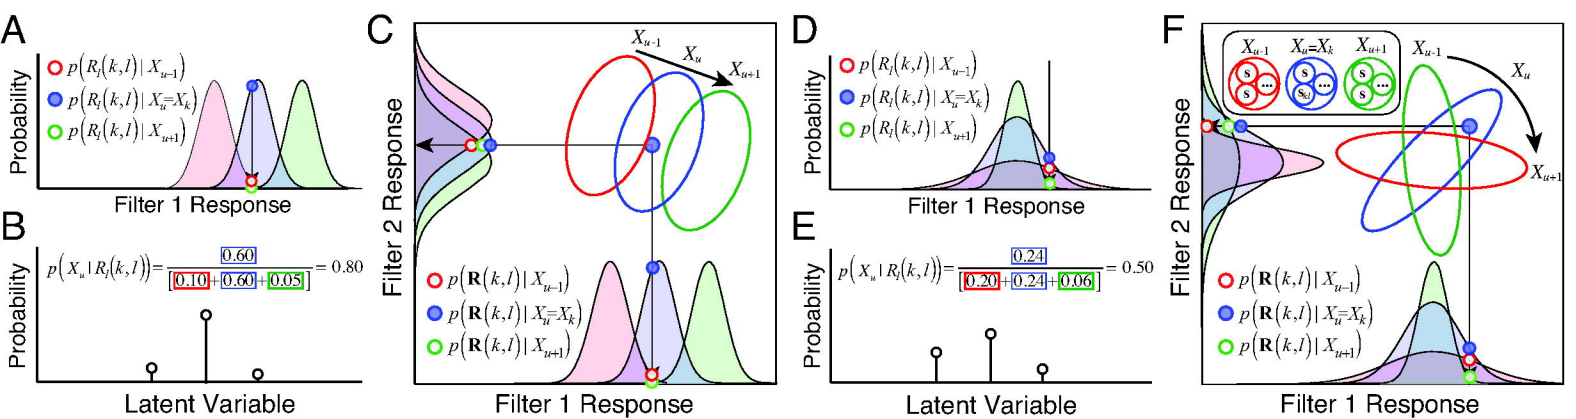 A
Probability
p(R_l(k,l)|X_{u-1})
p(R_l(k,l)|X_u=X_k)
p(R_l(k,l)|X_{u+1})
Filter 1 Response
B
Probability
p(X_u|R_l(k,l))= 0.60 / [0.10+0.60+0.05] = 0.80
Latent Variable
C
Filter 2 Response
X_{u-1}
X_u
X_{u+1}
p(R(k,l)|X_{u-1})
p(R(k,l)|X_u=X_k)
p(R(k,l)|X_{u+1})
Filter 1 Response
D
Probability
p(R_l(k,l)|X_{u-1})
p(R_l(k,l)|X_u=X_k)
p(R_l(k,l)|X_{u+1})
Filter 1 Response
E
Probability
p(X_u|R_l(k,l))= 0.24 / [0.20+0.24+0.06] = 0.50
Latent Variable
F
Filter 2 Response
X_{u-1} X_u=X_k X_{u+1}
s s ...
s s_{kl} ...
s s ...
X_{u-1}
X_u
X_{u+1}
p(R(k,l)|X_{u-1})
p(R(k,l)|X_u=X_k)
p(R(k,l)|X_{u+1})
Filter 1 Response